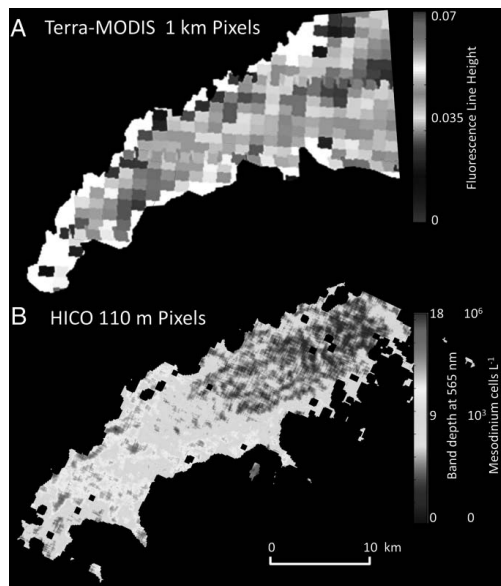 A
Terra-MODIS 1 km Pixels
0.07
0.035
0
Fluorescence Line Height
B
HICO 110 m Pixels
18
9
0
Band depth at 565 nm
10⁶
10³
0
Mesodinium cells L⁻¹
0
10 km